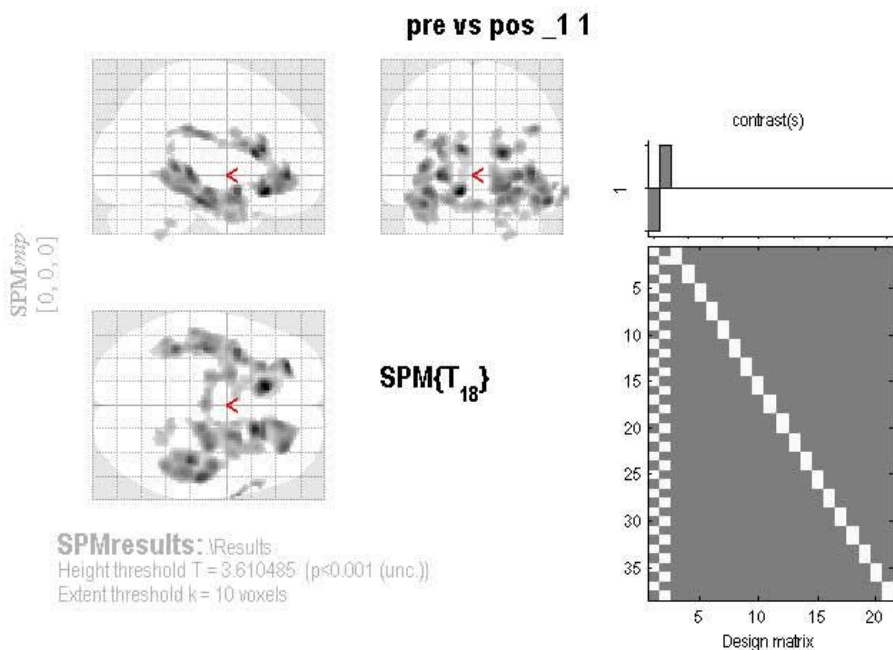 pre vs pos _1 1
SPMmip
[0, 0, 0]
SPM{T18}
SPMresults: .\Results
Height threshold T = 3.610485 (p<0.001 (unc.))
Extent threshold k = 10 voxels
contrast(s)
1
5
10
15
20
25
30
35
5 10 15 20
Design matrix